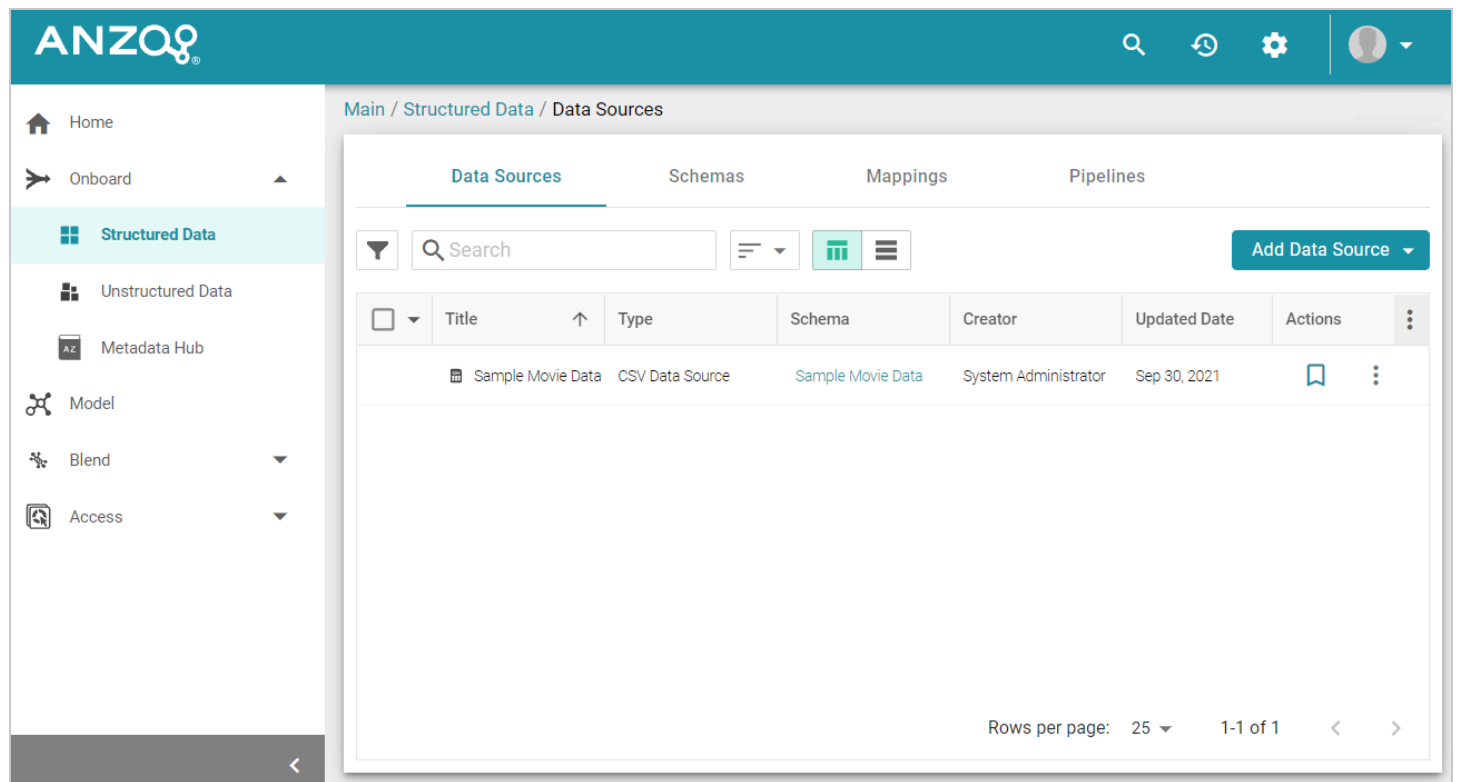 ANZO®
Home
Onboard
Structured Data
Unstructured Data
AZ
Metadata Hub
Model
Blend
Access
Main / Structured Data / Data Sources
Data Sources Schemas Mappings Pipelines
Search
Add Data Source
Title Type Schema Creator Updated Date Actions
Sample Movie Data CSV Data Source Sample Movie Data System Administrator Sep 30, 2021
Rows per page: 25 1-1 of 1